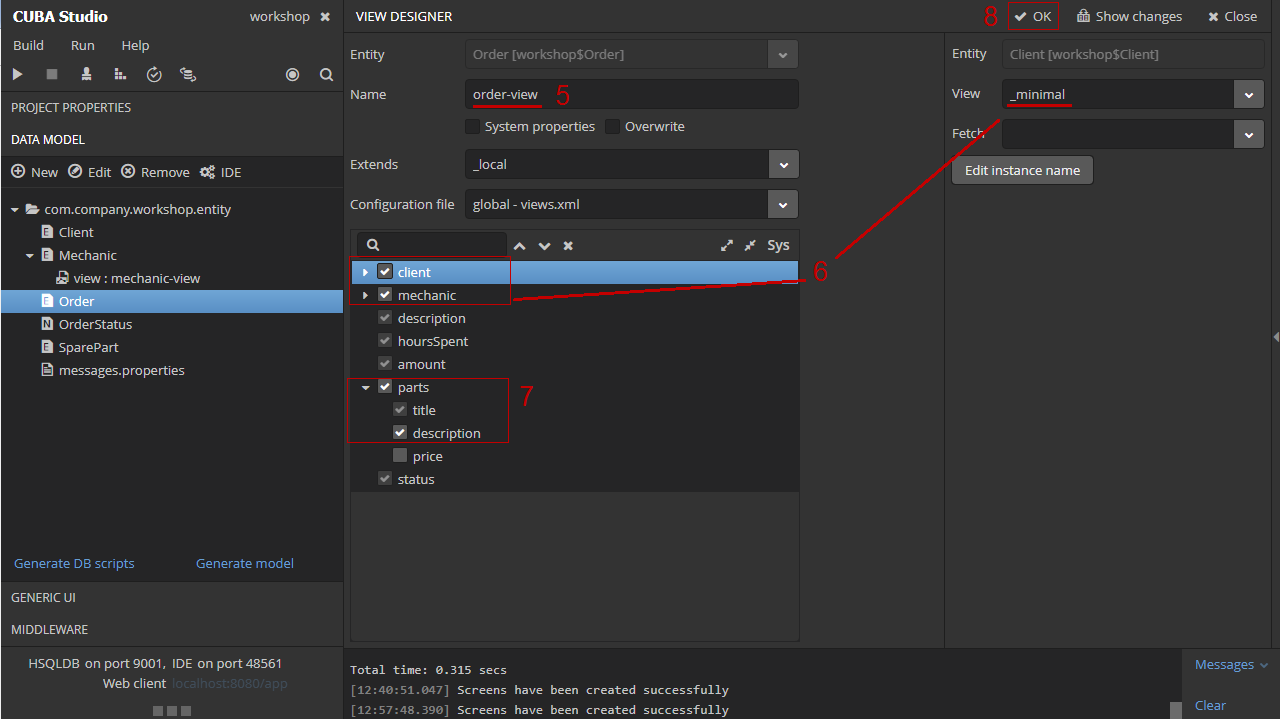 CUBA Studio workshop
Build Run Help
PROJECT PROPERTIES
DATA MODEL
New Edit Remove IDE
com.company.workshop.entity
E Client
E Mechanic
view : mechanic-view
E Order
N OrderStatus
E SparePart
messages.properties
Generate DB scripts Generate model
GENERIC UI
MIDDLEWARE
HSQLDB on port 9001, IDE on port 48561
Web client localhost:8080/app
VIEW DESIGNER 8 OK Show changes Close
Entity Order [workshop$Order]
Name order-view 5
System properties Overwrite
Extends _local
Configuration file global - views.xml
Sys
client
mechanic
6
description
hoursSpent
amount
parts
7
title
description
price
status
Entity Client [workshop$Client]
View _minimal
Fetch
Edit instance name
Total time: 0.315 secs
[12:40:51.047] Screens have been created successfully
[12:57:48.390] Screens have been created successfully
Messages
Clear